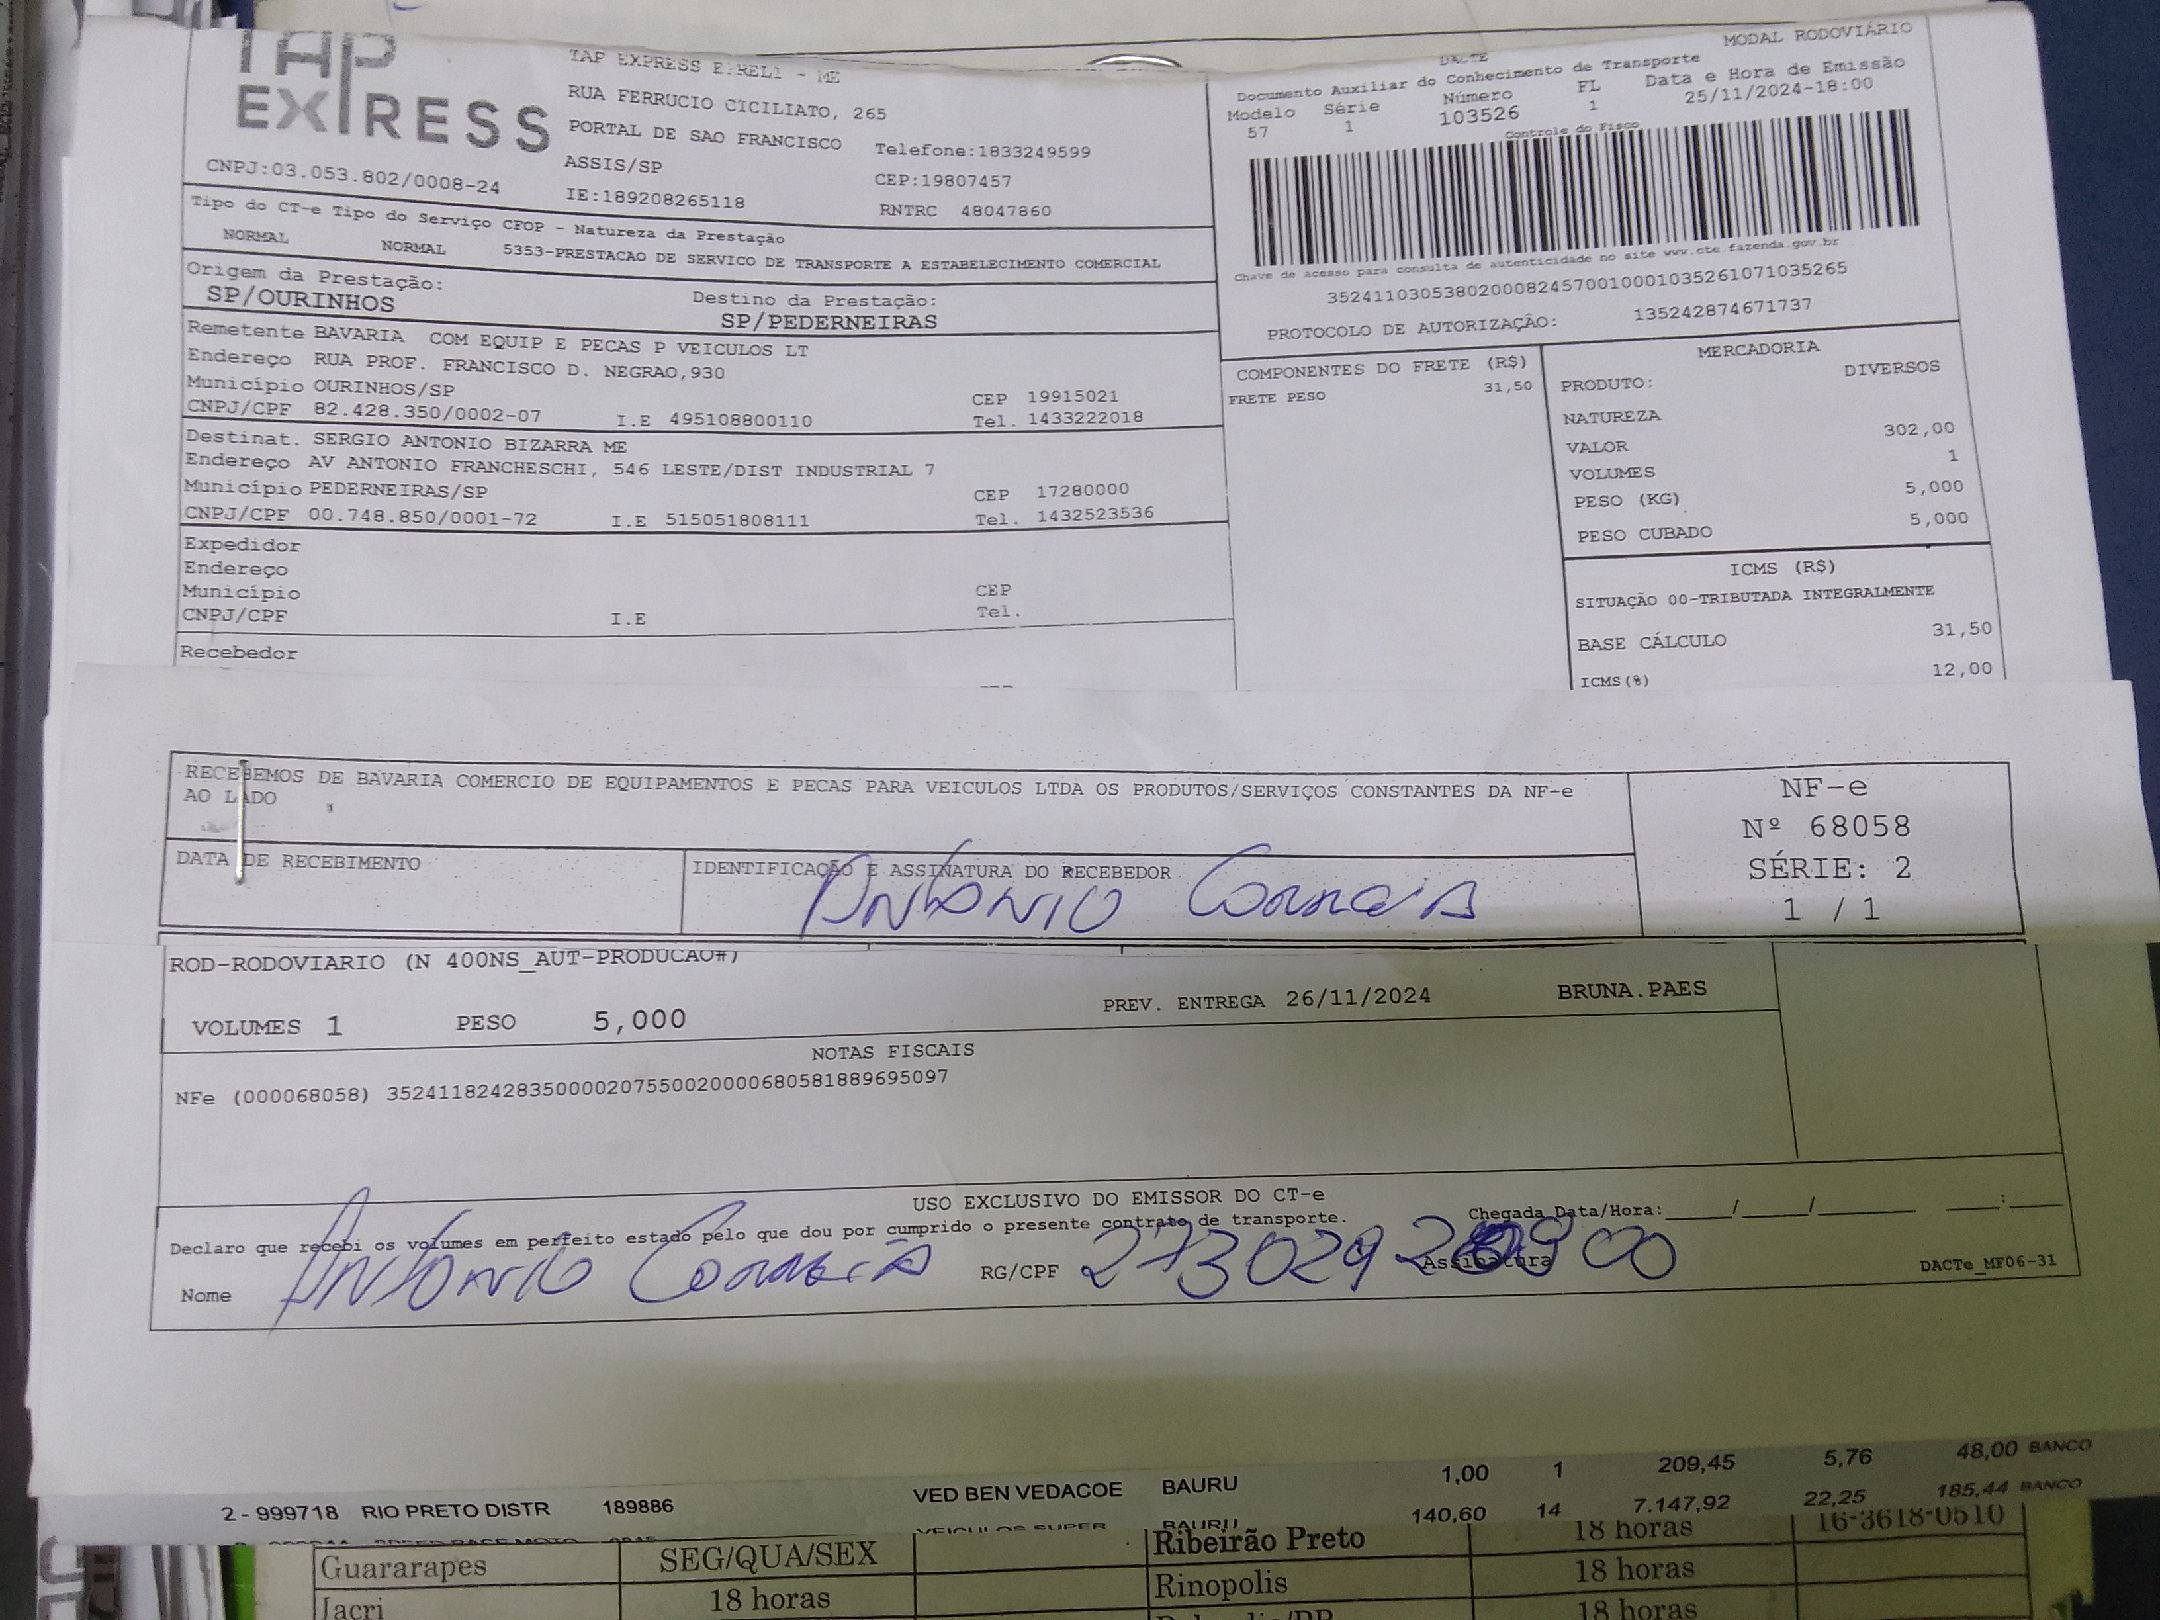 TAP
EXPRESS
TAP EXPRESS EIRELI - ME
RUA FERRUCIO CICILIATO, 265
PORTAL DE SAO FRANCISCO Telefone:1833249599
ASSIS/SP CEP:19807457
CNPJ:03.053.802/0008-24 IE:189208265118 RNTRC 48047860
DACTE MODAL RODOVIÁRIO
Documento Auxiliar do Conhecimento de Transporte
Modelo Série Número FL Data e Hora de Emissão
57 1 103526 1 25/11/2024-18:00
Controle do Fisco
Chave de acesso para consulta de autenticidade no site www.cte.fazenda.gov.br
35241103053802000824570010001035261071035265
PROTOCOLO DE AUTORIZAÇÃO: 135242874671737
Tipo do CT-e Tipo do Serviço CFOP - Natureza da Prestação
NORMAL NORMAL 5353-PRESTACAO DE SERVICO DE TRANSPORTE A ESTABELECIMENTO COMERCIAL
Origem da Prestação: Destino da Prestação:
SP/OURINHOS SP/PEDERNEIRAS
Remetente BAVARIA COM EQUIP E PECAS P VEICULOS LT
Endereço RUA PROF. FRANCISCO D. NEGRAO,930
Município OURINHOS/SP CEP 19915021
CNPJ/CPF 82.428.350/0002-07 I.E 495108800110 Tel. 1433222018
Destinat. SERGIO ANTONIO BIZARRA ME
Endereço AV ANTONIO FRANCHESCHI, 546 LESTE/DIST INDUSTRIAL 7
Município PEDERNEIRAS/SP CEP 17280000
CNPJ/CPF 00.748.850/0001-72 I.E 515051808111 Tel. 1432523536
Expedidor
Endereço
Município CEP
CNPJ/CPF I.E Tel.
Recebedor
COMPONENTES DO FRETE (R$)
FRETE PESO 31,50
MERCADORIA
PRODUTO: DIVERSOS
NATUREZA
VALOR 302,00
VOLUMES 1
PESO (KG) 5,000
PESO CUBADO 5,000
ICMS (R$)
SITUAÇÃO 00-TRIBUTADA INTEGRALMENTE
BASE CÁLCULO 31,50
ICMS(%) 12,00
RECEBEMOS DE BAVARIA COMERCIO DE EQUIPAMENTOS E PECAS PARA VEICULOS LTDA OS PRODUTOS/SERVIÇOS CONSTANTES DA NF-e
AO LADO
DATA DE RECEBIMENTO IDENTIFICAÇÃO E ASSINATURA DO RECEBEDOR
Antonio Correia
NF-e
Nº 68058
SÉRIE: 2
1 / 1
ROD-RODOVIARIO (N 400NS_AUT-PRODUCAO#)
VOLUMES 1 PESO 5,000 PREV. ENTREGA 26/11/2024 BRUNA.PAES
NOTAS FISCAIS
NFe (000068058) 35241182428350000207550020000680581889695097
USO EXCLUSIVO DO EMISSOR DO CT-e
Declaro que recebi os volumes em perfeito estado pelo que dou por cumprido o presente contrato de transporte. Chegada Data/Hora:____/____/______ ___:___
Nome Antonio Correia RG/CPF Assinatura DACTe_MF06-31
VED BEN VEDACOE BAURU 1,00 1 209,45 5,76 48,00 BANCO
2 - 999718 RIO PRETO DISTR 189886 140,60 14 7.147,92 22,25 185,44 BANCO
VEICULOS SUPER BAURU
Guararapes SEG/QUA/SEX Ribeirão Preto 18 horas 16-3618-0510
Jacri 18 horas Rinopolis 18 horas
18 horas